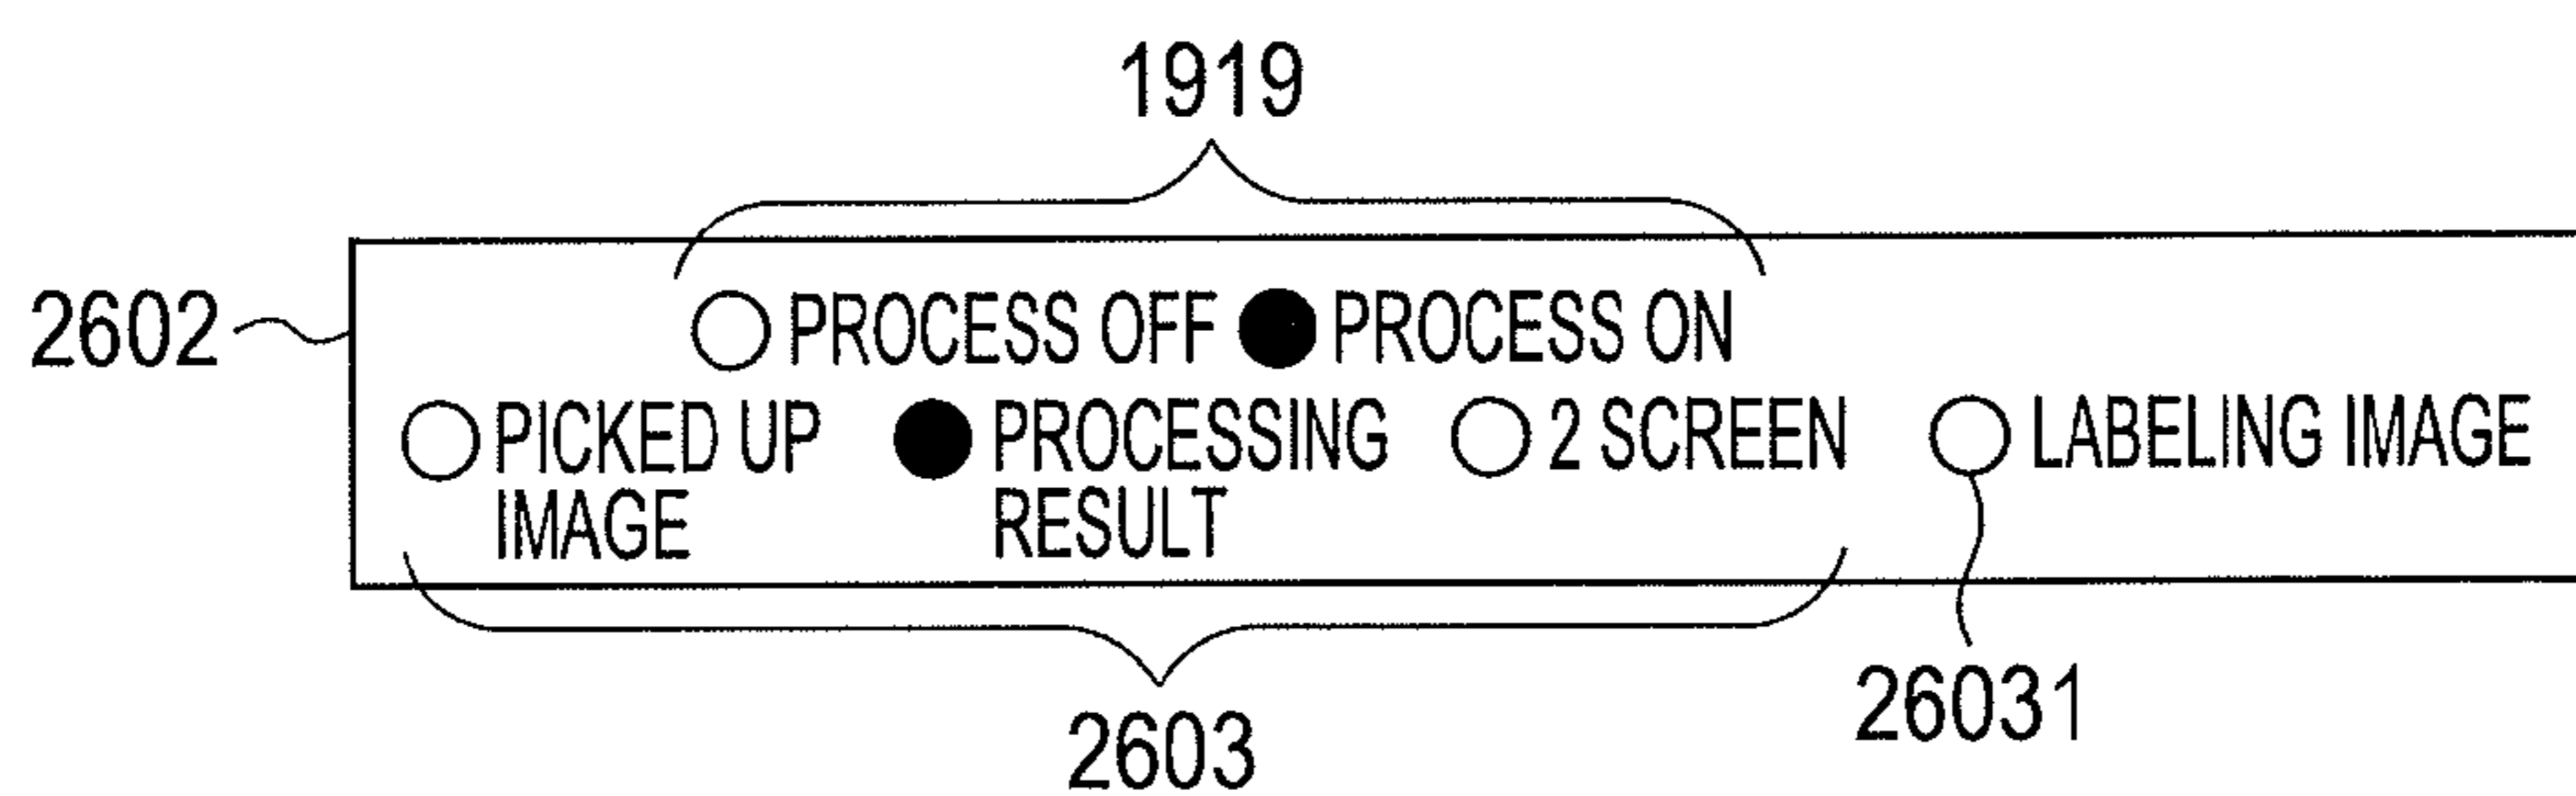 1919
2602
PROCESS OFF PROCESS ON
PICKED UP PROCESSING 2 SCREEN LABELING IMAGE
IMAGE RESULT
26031
2603